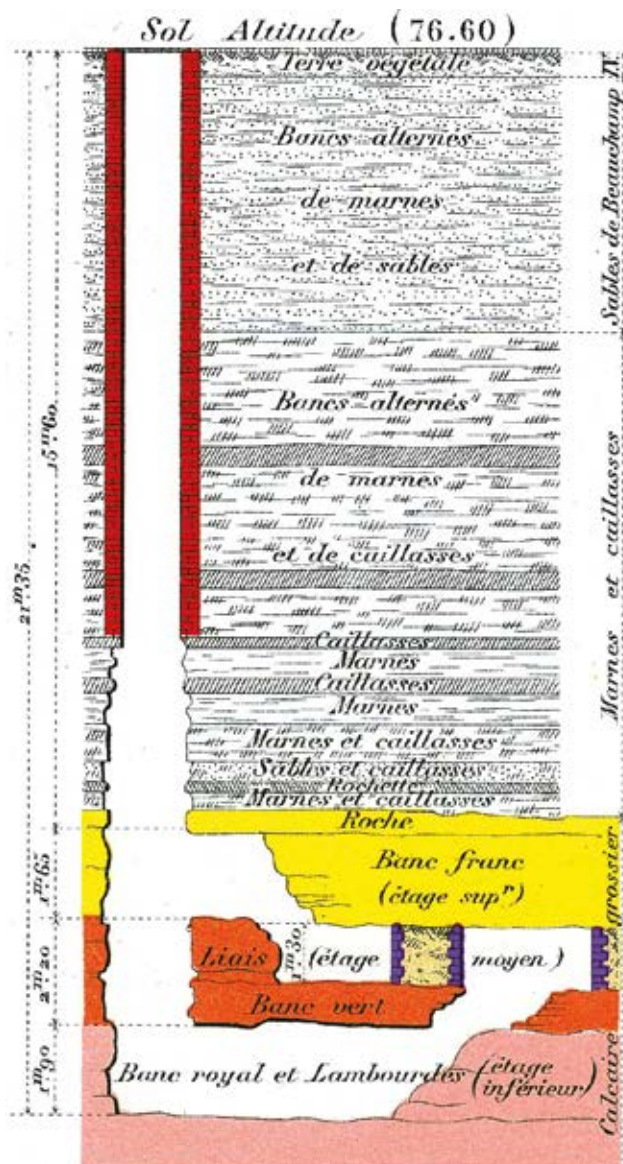 Sol Altitude (76.60)
Terre végétale
Bancs alternés
de marnes
et de sables
Bancs alternés
de marnes
et de caillasses
Caillasses
Marnes
Caillasses
Marnes
Marnes et caillasses
Sables et caillasses
Rochette
Marnes et caillasses
Roche
Banc franc
(étage supʳ)
Liais
1ᵐ30
(étage moyen)
Banc vert
Banc royal et Lambourdes
(étage
inférieur)
21ᵐ35
15ᵐ60
1ᵐ65
2ᵐ20
1ᵐ90
Sables de Beauchamp
Marnes et caillasses
Calcaire grossier